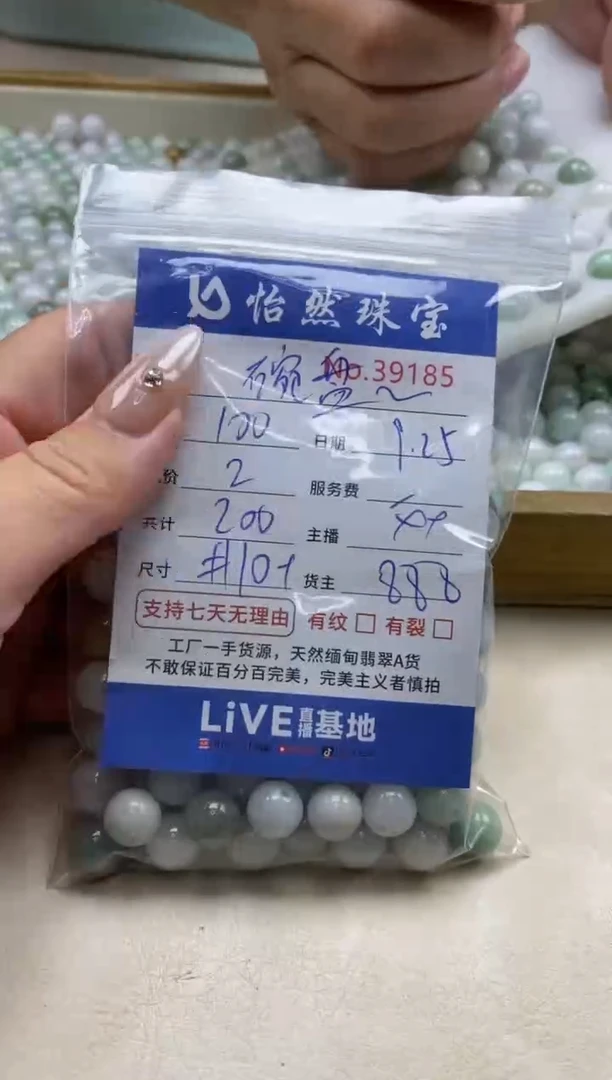 怡然珠宝
No.39185
碗盘~
100 日期 9.25
价 2 服务费
共计 200 主播
尺寸 #10+ 货主 888
支持七天无理由 有纹 □ 有裂 □
工厂一手货源，天然缅甸翡翠A货
不敢保证百分百完美，完美主义者慎拍
LiVE直播基地